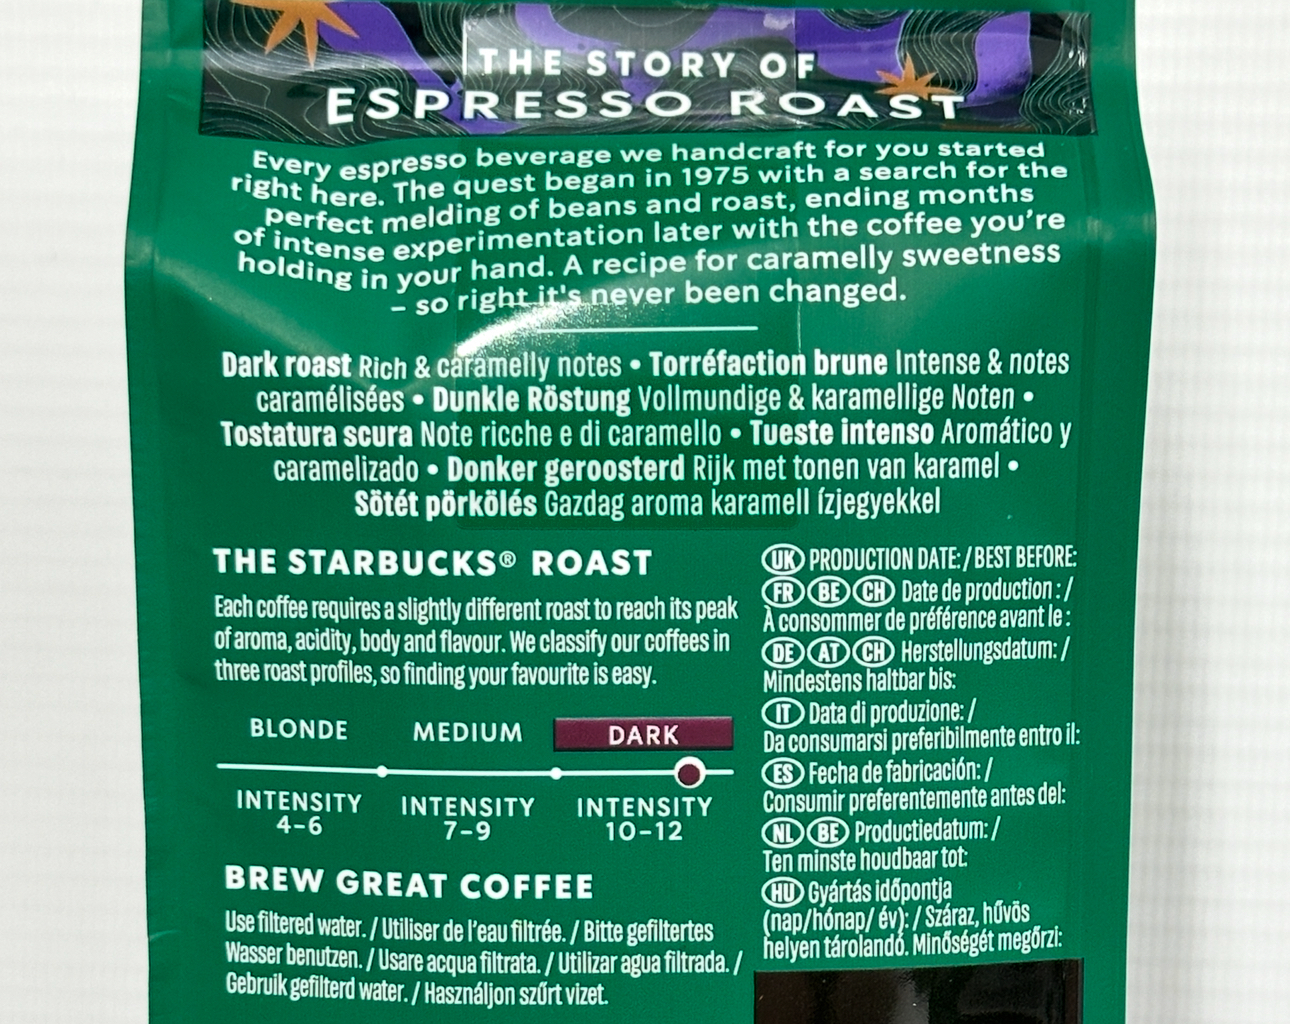 THE STORY OF
ESPRESSO ROAST
Every espresso beverage we handcraft for you started
right here. The quest began in 1975 with a search for the
perfect melding of beans and roast, ending months
of intense experimentation later with the coffee you're
holding in your hand. A recipe for caramelly sweetness
– so right it's never been changed.
Dark roast Rich & caramelly notes • Torréfaction brune Intense & notes
caramélisées • Dunkle Röstung Vollmundige & karamellige Noten •
Tostatura scura Note ricche e di caramello • Tueste intenso Aromático y
caramelizado • Donker geroosterd Rijk met tonen van karamel •
Sötét pörkölés Gazdag aroma karamell ízjegyekkel
THE STARBUCKS® ROAST
Each coffee requires a slightly different roast to reach its peak
of aroma, acidity, body and flavour. We classify our coffees in
three roast profiles, so finding your favourite is easy.
BLONDE MEDIUM DARK
INTENSITY INTENSITY INTENSITY
4–6 7–9 10–12
BREW GREAT COFFEE
Use filtered water. / Utiliser de l'eau filtrée. / Bitte gefiltertes
Wasser benutzen. / Usare acqua filtrata. / Utilizar agua filtrada. /
Gebruik gefilterd water. / Használjon szűrt vizet.
UK PRODUCTION DATE: / BEST BEFORE:
FR BE CH Date de production : /
À consommer de préférence avant le :
DE AT CH Herstellungsdatum: /
Mindestens haltbar bis:
IT Data di produzione: /
Da consumarsi preferibilmente entro il:
ES Fecha de fabricación: /
Consumir preferentemente antes del:
NL BE Productiedatum: /
Ten minste houdbaar tot:
HU Gyártás időpontja
(nap/hónap/ év): / Száraz, hűvös
helyen tárolandó. Minőségét megőrzi: